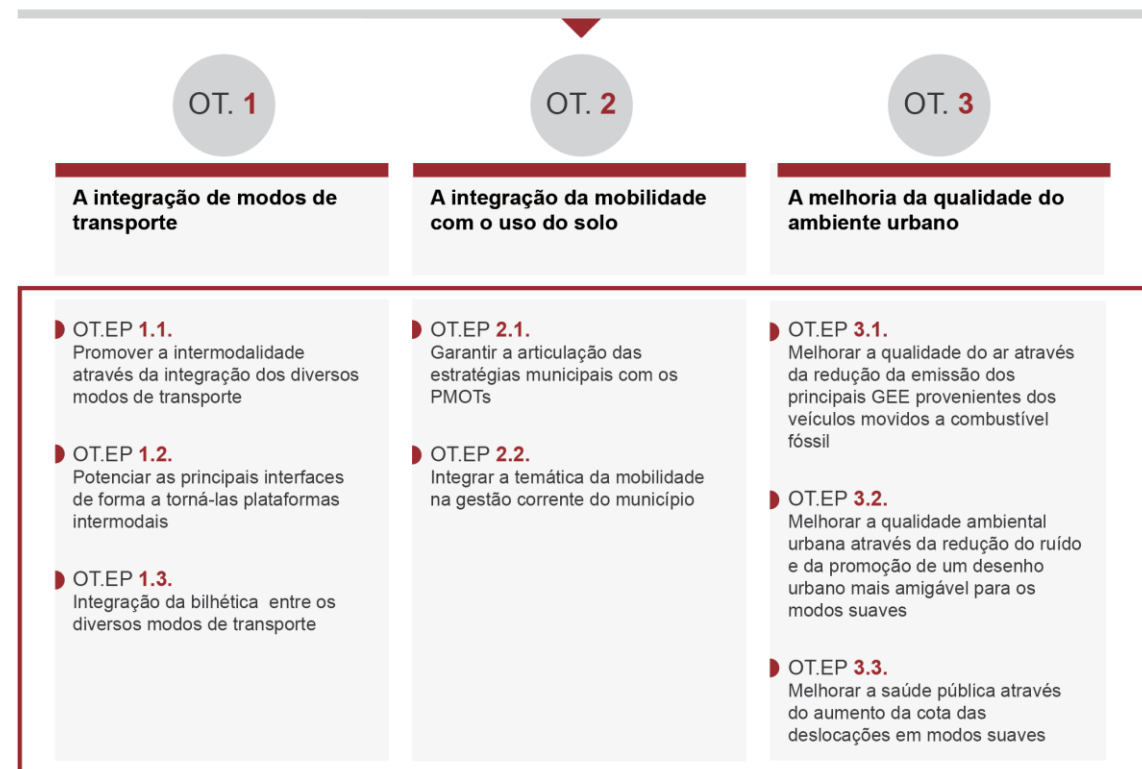 OT. 1
A integração de modos de
transporte
OT.EP 1.1.
Promover a intermodalidade
através da integração dos diversos
modos de transporte
OT.EP 1.2.
Potenciar as principais interfaces
de forma a torná-las plataformas
intermodais
OT.EP 1.3.
Integração da bilhética entre os
diversos modos de transporte
OT. 2
A integração da mobilidade
com o uso do solo
OT.EP 2.1.
Garantir a articulação das
estratégias municipais com os
PMOTs
OT.EP 2.2.
Integrar a temática da mobilidade
na gestão corrente do município
OT. 3
A melhoria da qualidade do
ambiente urbano
OT.EP 3.1.
Melhorar a qualidade do ar através
da redução da emissão dos
principais GEE provenientes dos
veículos movidos a combustível
fóssil
OT.EP 3.2.
Melhorar a qualidade ambiental
urbana através da redução do ruído
e da promoção de um desenho
urbano mais amigável para os
modos suaves
OT.EP 3.3.
Melhorar a saúde pública através
do aumento da cota das
deslocações em modos suaves